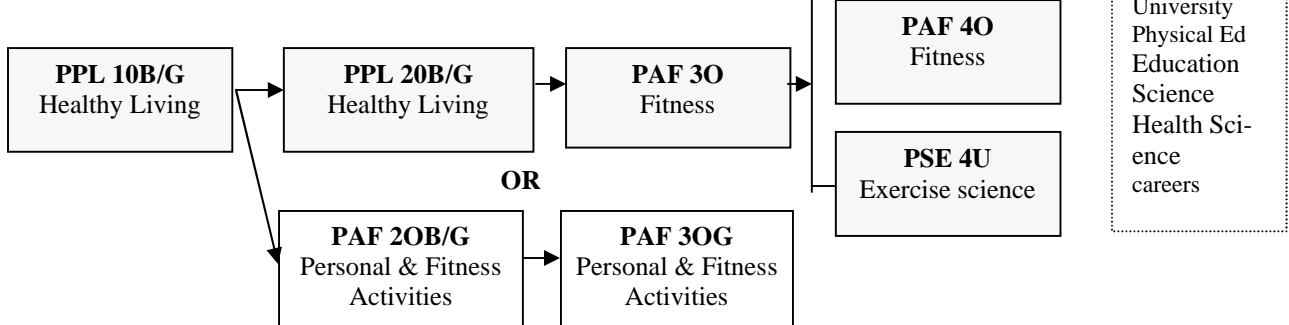 PPL 10B/G
Healthy Living
PPL 20B/G
Healthy Living
PAF 3O
Fitness
PAF 4O
Fitness
PSE 4U
Exercise science
OR
PAF 2OB/G
Personal & Fitness
Activities
PAF 3OG
Personal & Fitness
Activities
University
Physical Ed
Education
Science
Health Sci-
ence
careers